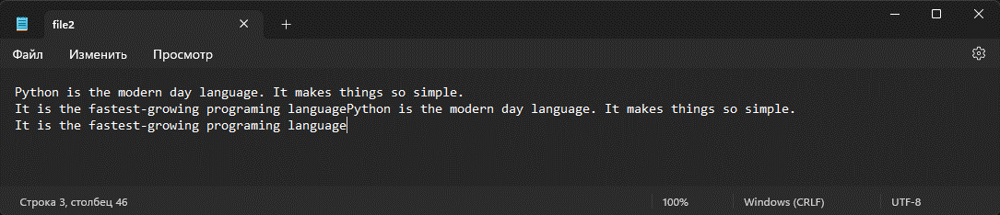 file2
Файл Изменить Просмотр
Python is the modern day language. It makes things so simple.
It is the fastest-growing programing languagePython is the modern day language. It makes things so simple.
It is the fastest-growing programing language
Строка 3, столбец 46 100% Windows (CRLF) UTF-8